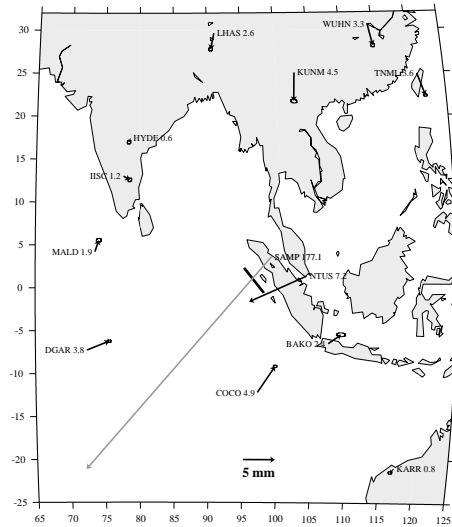 30
25
20
15
10
5
0
-5
-10
-15
-20
-25
WUHN 3.3
LHAS 2.6
KUNM 4.5
TNML 3.6
HYDE 0.6
IISC 1.2
MALD 1.9
SAMP 177.1
NTUS 7.2
DGAR 3.8
BAKO
COCO 4.9
5 mm
KARR 0.8
65 70 75 80 85 90 95 100 105 110 115 120 125